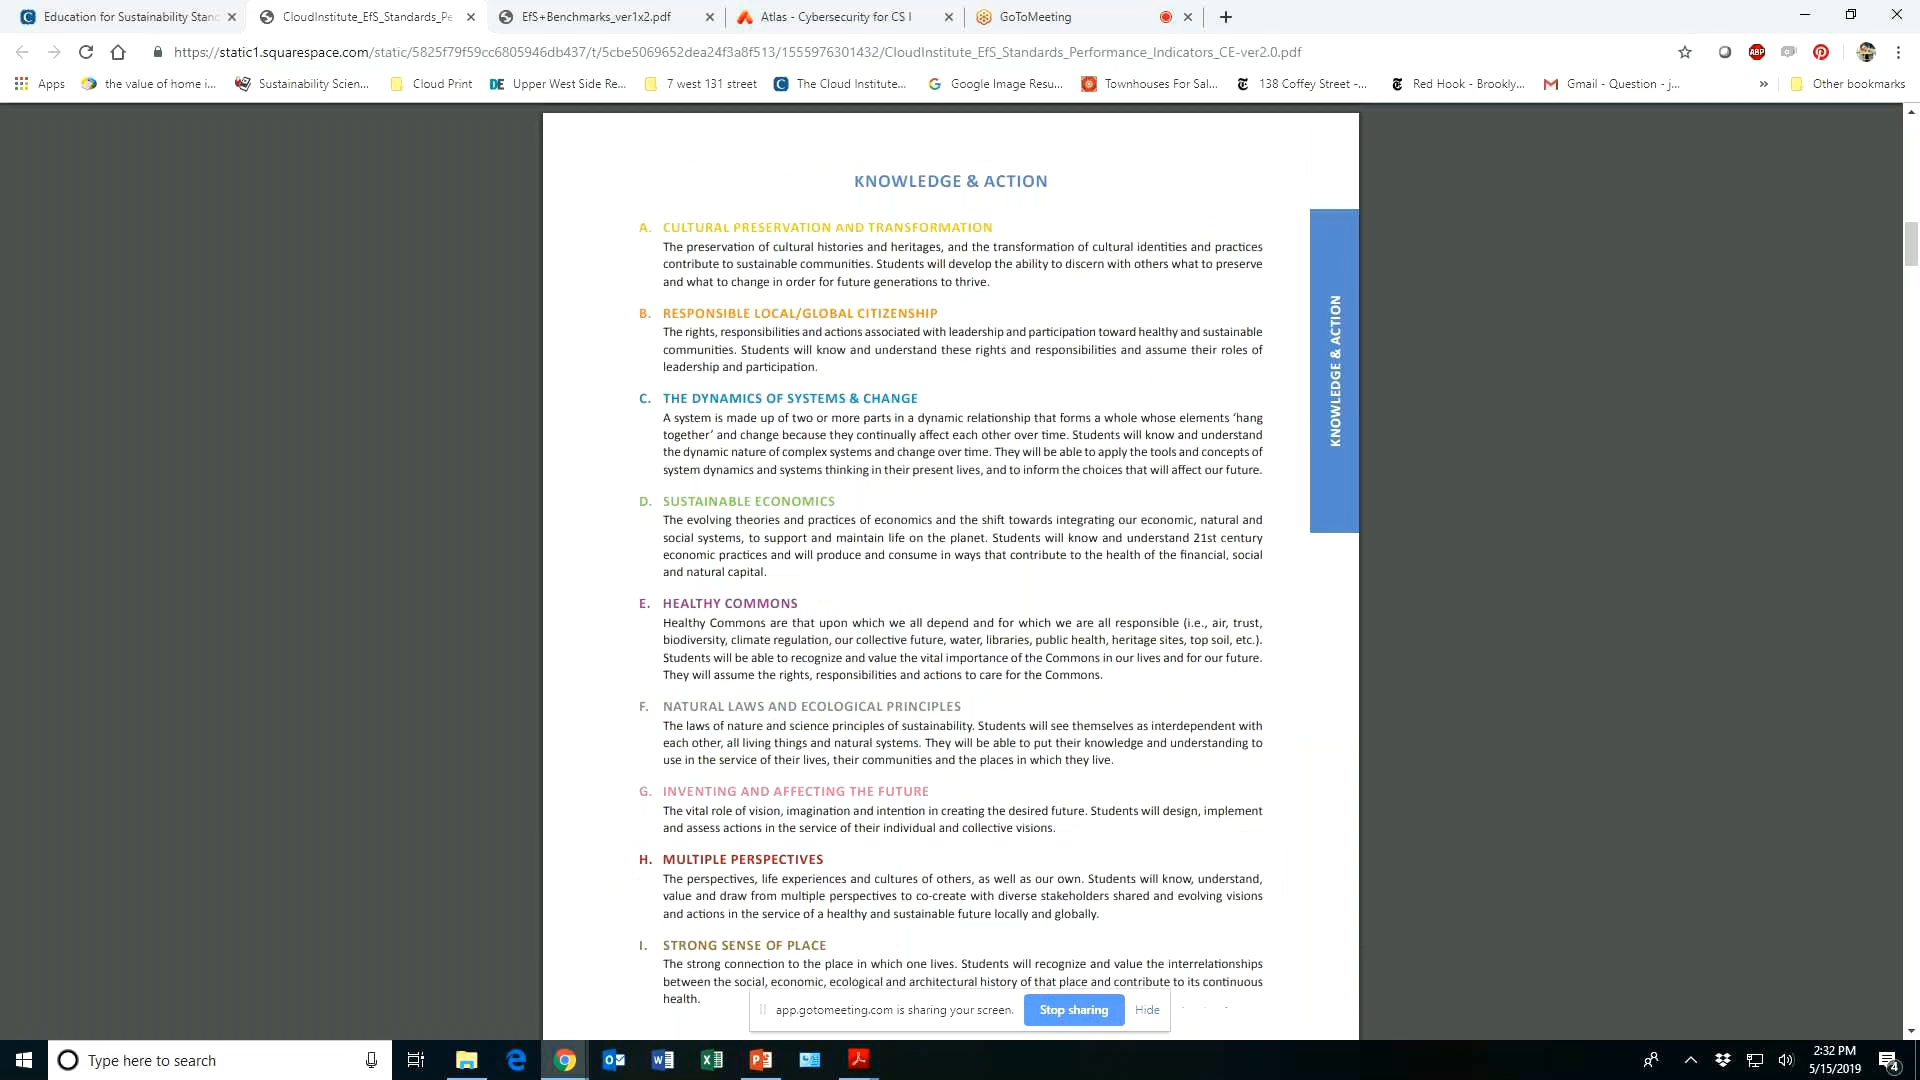 Education for Sustainability Stand
CloudInstitute_EfS_Standards_Pe
EfS+Benchmarks_ver1x2.pdf
Atlas - Cybersecurity for CS I
GoToMeeting
https://static1.squarespace.com/static/5825f79f59cc6805946db437/t/5cbe5069652dea24f3a8f513/1555976301432/CloudInstitute_EfS_Standards_Performance_Indicators_CE-ver2.0.pdf
ABP
Apps
the value of home i...
Sustainability Scien...
Cloud Print
DE Upper West Side Re...
7 west 131 street
The Cloud Institute...
Google Image Resu...
Townhouses For Sal...
138 Coffey Street -...
Red Hook - Brookly...
Gmail - Question - j...
»
Other bookmarks
KNOWLEDGE & ACTION
A. CULTURAL PRESERVATION AND TRANSFORMATION
The preservation of cultural histories and heritages, and the transformation of cultural identities and practices
contribute to sustainable communities. Students will develop the ability to discern with others what to preserve
and what to change in order for future generations to thrive.
B. RESPONSIBLE LOCAL/GLOBAL CITIZENSHIP
The rights, responsibilities and actions associated with leadership and participation toward healthy and sustainable
communities. Students will know and understand these rights and responsibilities and assume their roles of
leadership and participation.
C. THE DYNAMICS OF SYSTEMS & CHANGE
A system is made up of two or more parts in a dynamic relationship that forms a whole whose elements ‘hang
together’ and change because they continually affect each other over time. Students will know and understand
the dynamic nature of complex systems and change over time. They will be able to apply the tools and concepts of
system dynamics and systems thinking in their present lives, and to inform the choices that will affect our future.
D. SUSTAINABLE ECONOMICS
The evolving theories and practices of economics and the shift towards integrating our economic, natural and
social systems, to support and maintain life on the planet. Students will know and understand 21st century
economic practices and will produce and consume in ways that contribute to the health of the financial, social
and natural capital.
E. HEALTHY COMMONS
Healthy Commons are that upon which we all depend and for which we are all responsible (i.e., air, trust,
biodiversity, climate regulation, our collective future, water, libraries, public health, heritage sites, top soil, etc.).
Students will be able to recognize and value the vital importance of the Commons in our lives and for our future.
They will assume the rights, responsibilities and actions to care for the Commons.
F. NATURAL LAWS AND ECOLOGICAL PRINCIPLES
The laws of nature and science principles of sustainability. Students will see themselves as interdependent with
each other, all living things and natural systems. They will be able to put their knowledge and understanding to
use in the service of their lives, their communities and the places in which they live.
G. INVENTING AND AFFECTING THE FUTURE
The vital role of vision, imagination and intention in creating the desired future. Students will design, implement
and assess actions in the service of their individual and collective visions.
H. MULTIPLE PERSPECTIVES
The perspectives, life experiences and cultures of others, as well as our own. Students will know, understand,
value and draw from multiple perspectives to co-create with diverse stakeholders shared and evolving visions
and actions in the service of a healthy and sustainable future locally and globally.
I. STRONG SENSE OF PLACE
The strong connection to the place in which one lives. Students will recognize and value the interrelationships
between the social, economic, ecological and architectural history of that place and contribute to its continuous
health.
KNOWLEDGE & ACTION
app.gotomeeting.com is sharing your screen.
Stop sharing
Hide
Type here to search
2:32 PM
5/15/2019
4